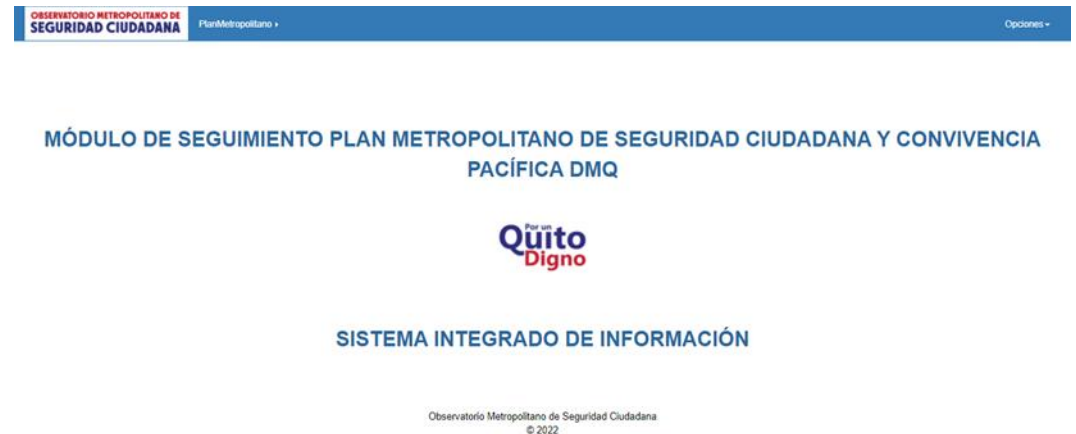 OBSERVATORIO METROPOLITANO DE
SEGURIDAD CIUDADANA
PlanMetropolitano
Opciones
MÓDULO DE SEGUIMIENTO PLAN METROPOLITANO DE SEGURIDAD CIUDADANA Y CONVIVENCIA
PACÍFICA DMQ
Por un
Quito
Digno
SISTEMA INTEGRADO DE INFORMACIÓN
Observatorio Metropolitano de Seguridad Ciudadana
© 2022